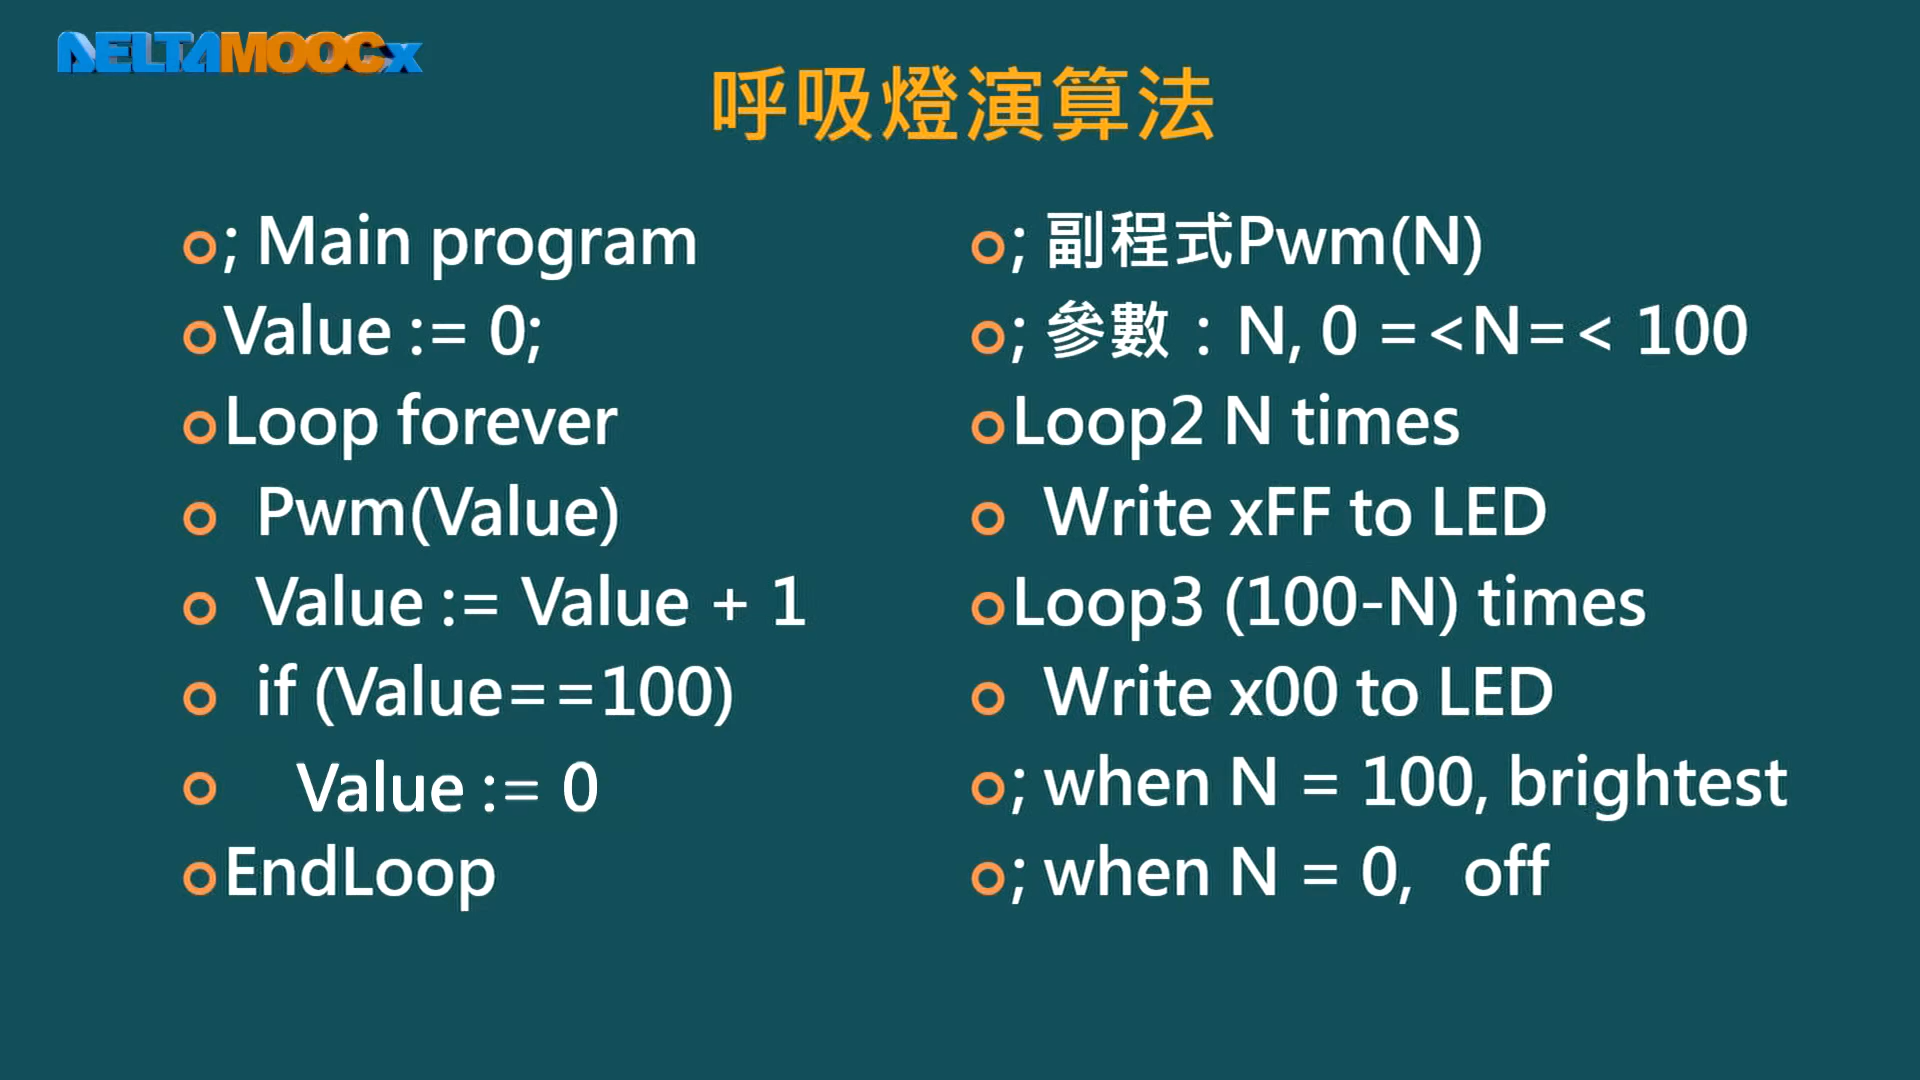 DELTAMOOCx
呼吸燈演算法
; Main program
Value := 0;
Loop forever
Pwm(Value)
Value := Value + 1
if (Value==100)
Value := 0
EndLoop
; 副程式Pwm(N)
; 參數：N, 0 =<N=< 100
Loop2 N times
Write xFF to LED
Loop3 (100-N) times
Write x00 to LED
; when N = 100, brightest
; when N = 0, off